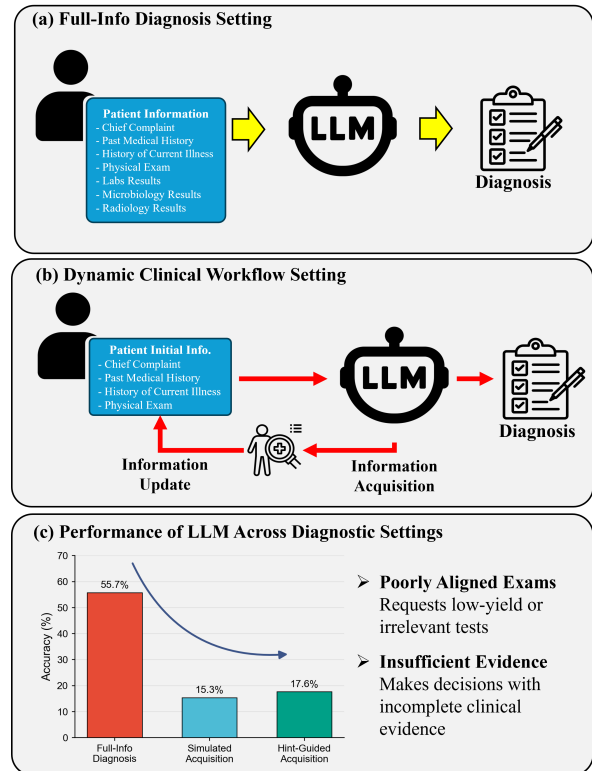 (a) Full-Info Diagnosis Setting
Patient Information
- Chief Complaint
- Past Medical History
- History of Current Illness
- Physical Exam
- Labs Results
- Microbiology Results
- Radiology Results
LLM
Diagnosis
(b) Dynamic Clinical Workflow Setting
Patient Initial Info.
- Chief Complaint
- Past Medical History
- History of Current Illness
- Physical Exam
LLM
Diagnosis
Information
Update
Information
Acquisition
(c) Performance of LLM Across Diagnostic Settings
Accuracy (%)
70
60
50
40
30
20
10
0
55.7%
15.3%
17.6%
Full-Info
Diagnosis
Simulated
Acquisition
Hint-Guided
Acquisition
➢ Poorly Aligned Exams
Requests low-yield or
irrelevant tests
➢ Insufficient Evidence
Makes decisions with
incomplete clinical
evidence